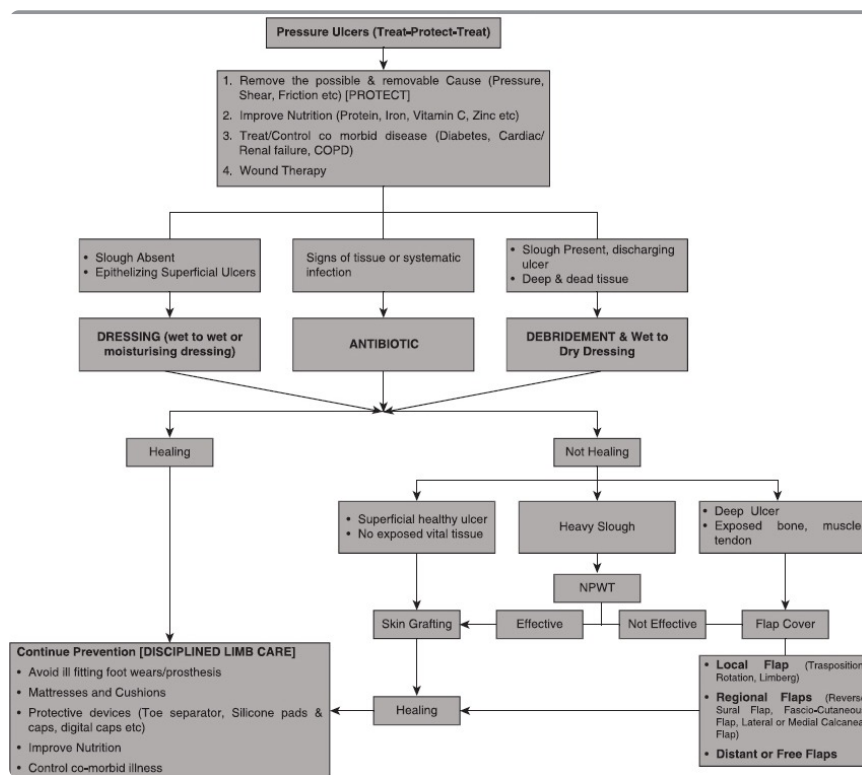 Pressure Ulcers (Treat-Protect-Treat)
1. Remove the possible & removable Cause (Pressure,
Shear, Friction etc) [PROTECT]
2. Improve Nutrition (Protein, Iron, Vitamin C, Zinc etc)
3. Treat/Control co morbid disease (Diabetes, Cardiac/
Renal failure, COPD)
4. Wound Therapy
• Slough Absent
• Epithelizing Superficial Ulcers
Signs of tissue or systematic
infection
• Slough Present, discharging
ulcer
• Deep & dead tissue
DRESSING (wet to wet or
moisturising dressing)
ANTIBIOTIC
DEBRIDEMENT & Wet to
Dry Dressing
Healing
Not Healing
• Superficial healthy ulcer
• No exposed vital tissue
Heavy Slough
• Deep Ulcer
• Exposed bone, muscle
tendon
NPWT
Skin Grafting
Effective
Not Effective
Flap Cover
Continue Prevention [DISCIPLINED LIMB CARE]
• Avoid ill fitting foot wears/prosthesis
• Mattresses and Cushions
• Protective devices (Toe separator, Silicone pads &
caps, digital caps etc)
• Improve Nutrition
• Control co-morbid illness
Healing
• Local Flap (Trasposition
Rotation, Limberg)
• Regional Flaps (Reverse
Sural Flap, Fascio-Cutaneou
Flap, Lateral or Medial Calcanea
Flap)
• Distant or Free Flaps